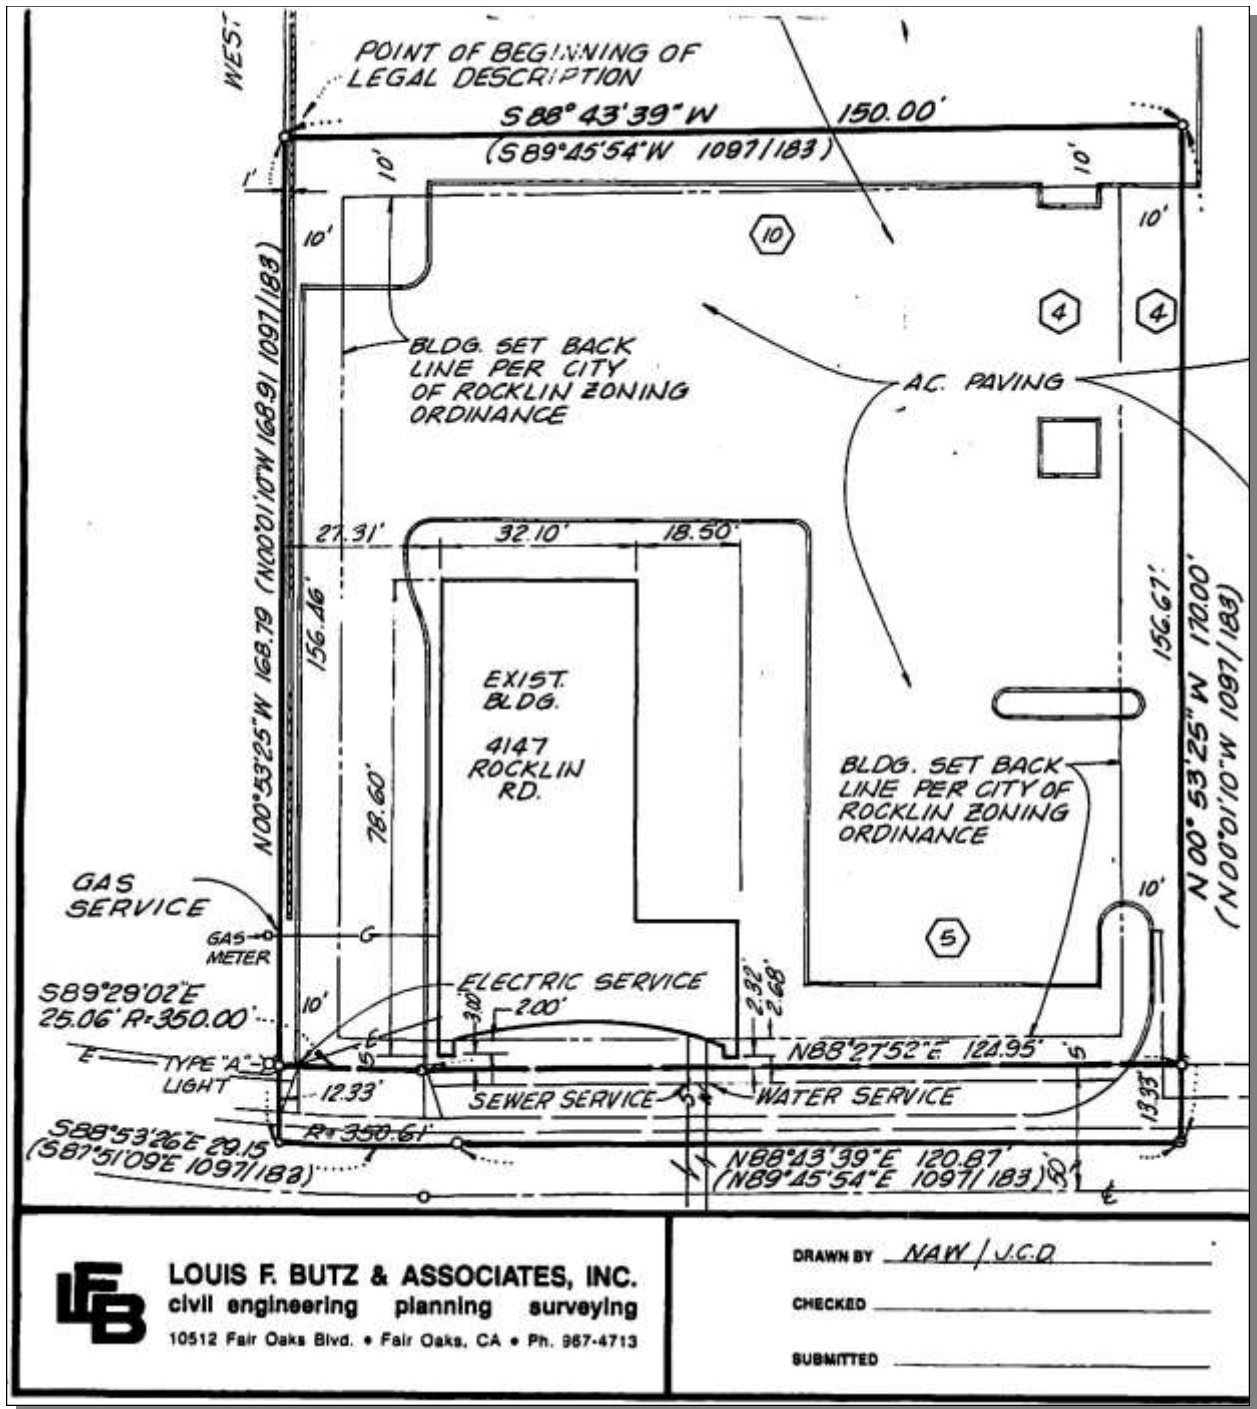 WEST
POINT OF BEGINNING OF
LEGAL DESCRIPTION
S 88° 43' 39" W 150.00'
(S 89° 45' 54" W 1097/183)
10'
10'
1'
10'
10'
10
4
4
N00° 53' 25" W 168.79 (N00° 01' 10" W 168.91 1097/183)
BLDG. SET BACK
LINE PER CITY
OF ROCKLIN ZONING
ORDINANCE
AC. PAVING
27.31' 32.10' 18.50'
156.46'
156.67'
N 00° 53' 25" W 170.00'
(N00° 01' 10" W 1097/183)
EXIST.
BLDG.
4147
ROCKLIN
RD.
78.60'
BLDG. SET BACK
LINE PER CITY OF
ROCKLIN ZONING
ORDINANCE
10'
GAS
SERVICE
5
GAS
METER
G
ELECTRIC SERVICE
S89° 29' 02" E
25.06' R=350.00'
10'
3.00'
2.00'
2.32'
2.68'
E
E
5
N88° 27' 52" E 124.95'
5
TYPE "A"
LIGHT
12.33'
SEWER SERVICE
5
WATER SERVICE
13.33'
S88° 53' 26" E 29.15
(S87° 51' 09" E 1097/183)
R=350.61'
N88° 43' 39" E 120.87'
(N89° 45' 54" E 1097/183)
30'
LFB
LOUIS F. BUTZ & ASSOCIATES, INC.
civil engineering planning surveying
10512 Fair Oaks Blvd. • Fair Oaks, CA • Ph. 967-4713
DRAWN BY NAW / J.C.D.
CHECKED
SUBMITTED